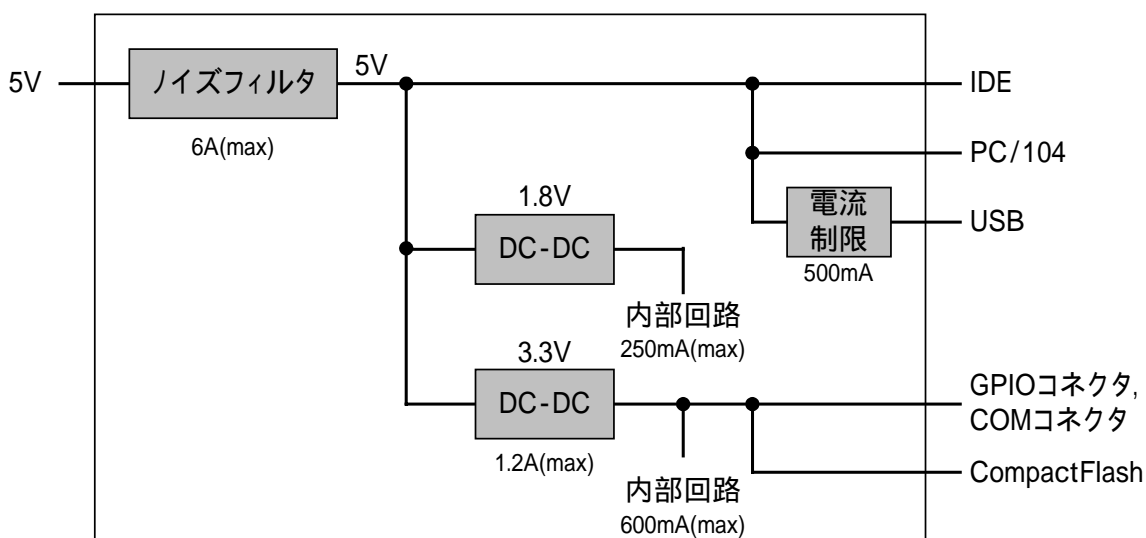 5V
ノイズフィルタ
5V
6A(max)
IDE
PC/104
電流
制限
USB
500mA
1.8V
DC-DC
内部回路
250mA(max)
3.3V
DC-DC
1.2A(max)
内部回路
600mA(max)
GPIOコネクタ,
COMコネクタ
CompactFlash